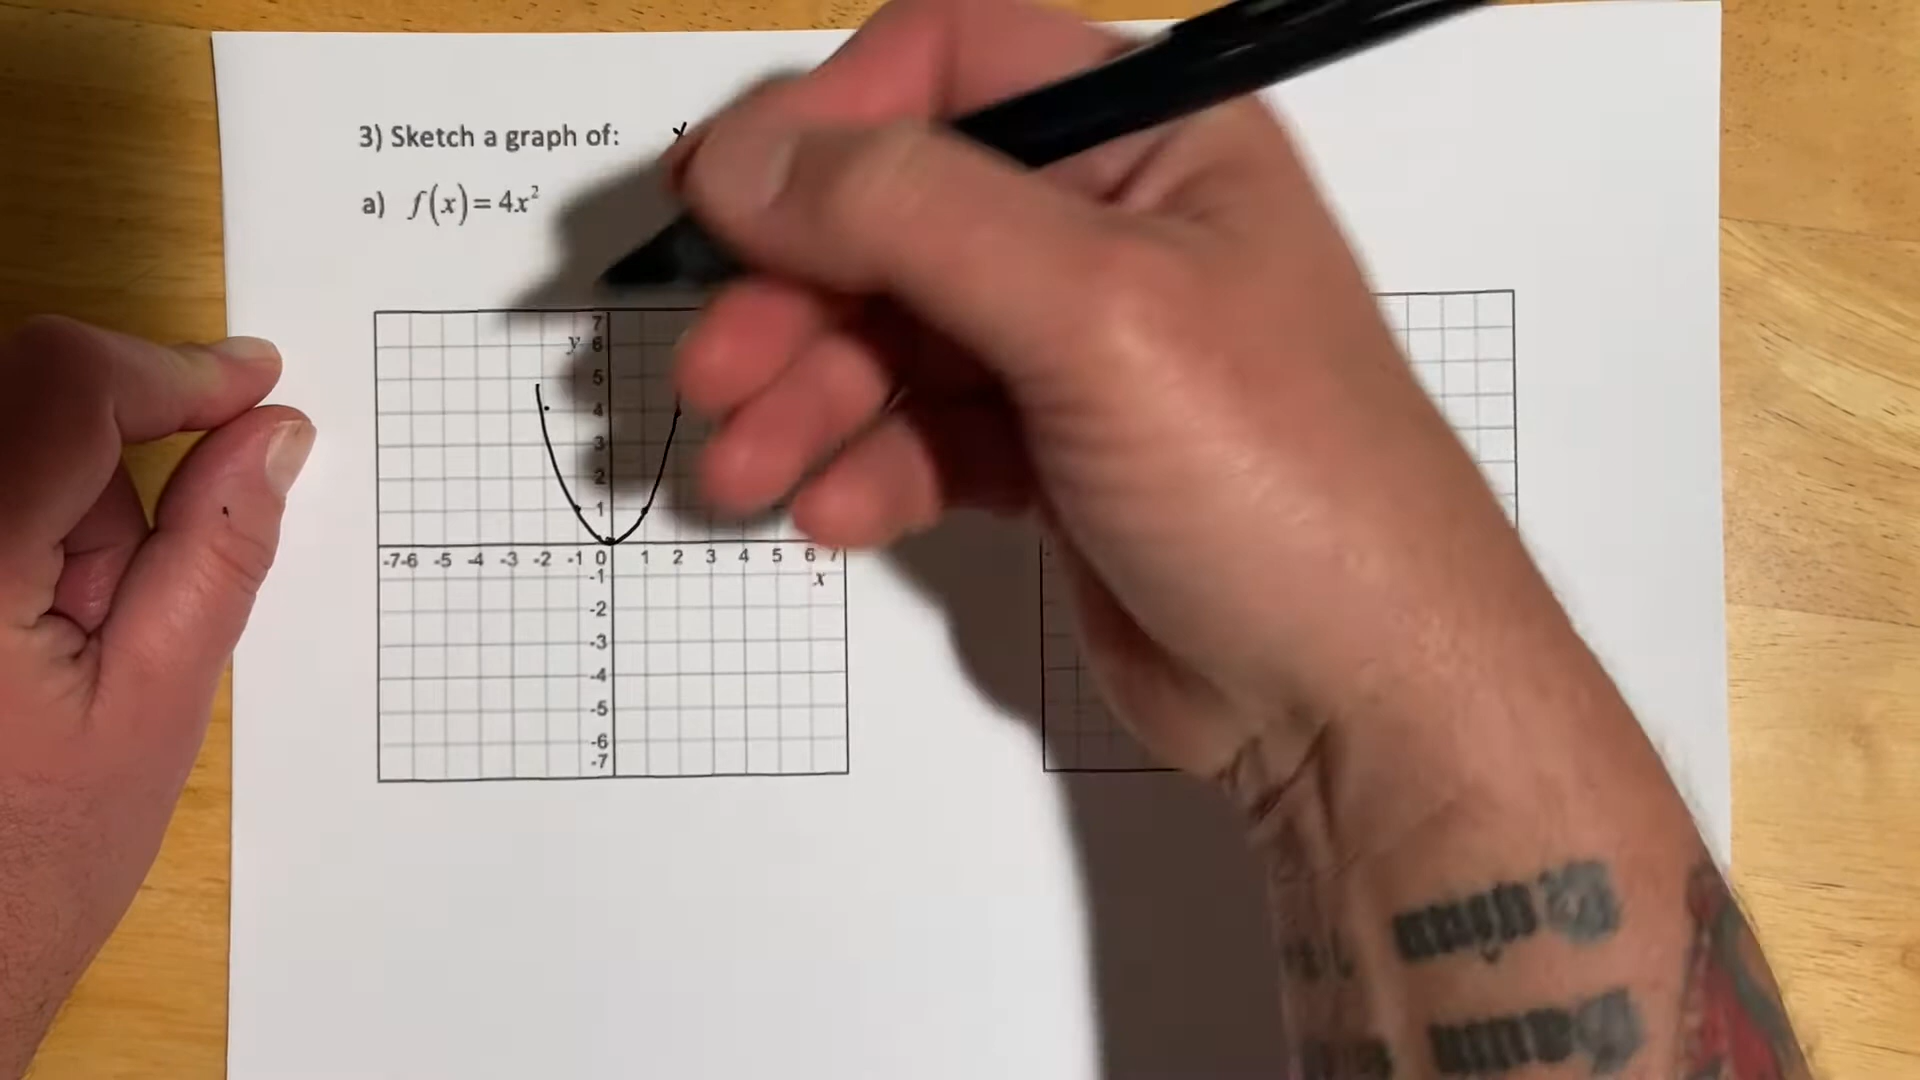 3) Sketch a graph of: x
a) f(x) = 4x²
7
y 6
5
4
3
2
1
-7 -6 -5 -4 -3 -2 -1 0 1 2 3 4 5 6 7
-1 x
-2
-3
-4
-5
-6
-7